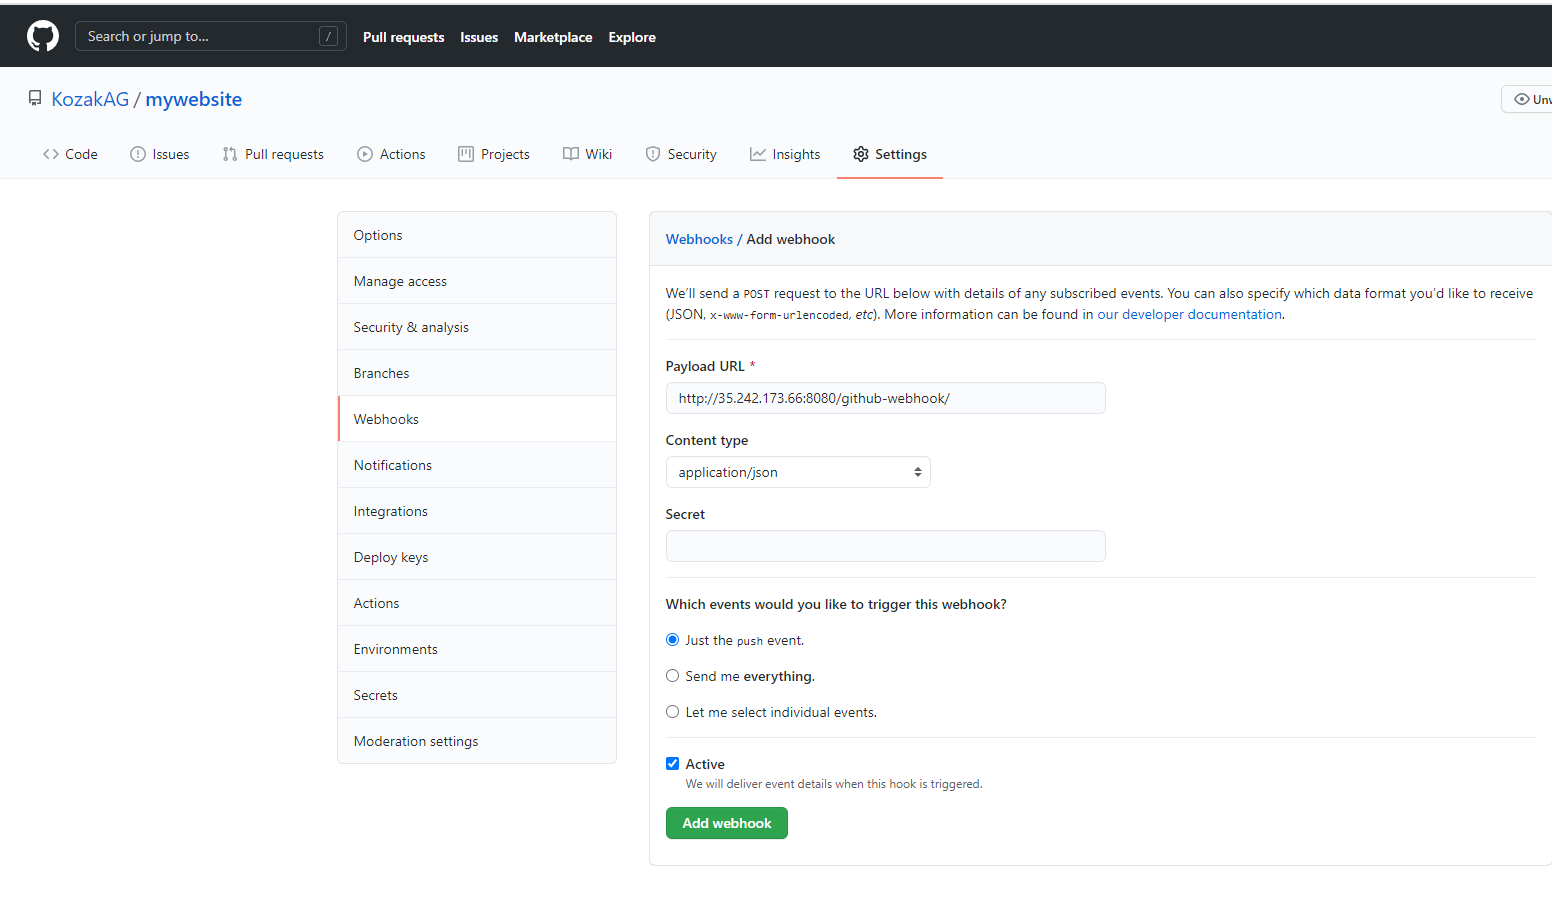 Search or jump to... /
Pull requests Issues Marketplace Explore
KozakAG / mywebsite
Code Issues Pull requests Actions Projects Wiki Security Insights Settings
Options
Manage access
Security & analysis
Branches
Webhooks
Notifications
Integrations
Deploy keys
Actions
Environments
Secrets
Moderation settings
Webhooks / Add webhook
We'll send a POST request to the URL below with details of any subscribed events. You can also specify which data format you'd like to receive
(JSON, x-www-form-urlencoded, etc). More information can be found in our developer documentation.
Payload URL *
http://35.242.173.66:8080/github-webhook/
Content type
application/json
Secret
Which events would you like to trigger this webhook?
Just the push event.
Send me everything.
Let me select individual events.
Active
We will deliver event details when this hook is triggered.
Add webhook